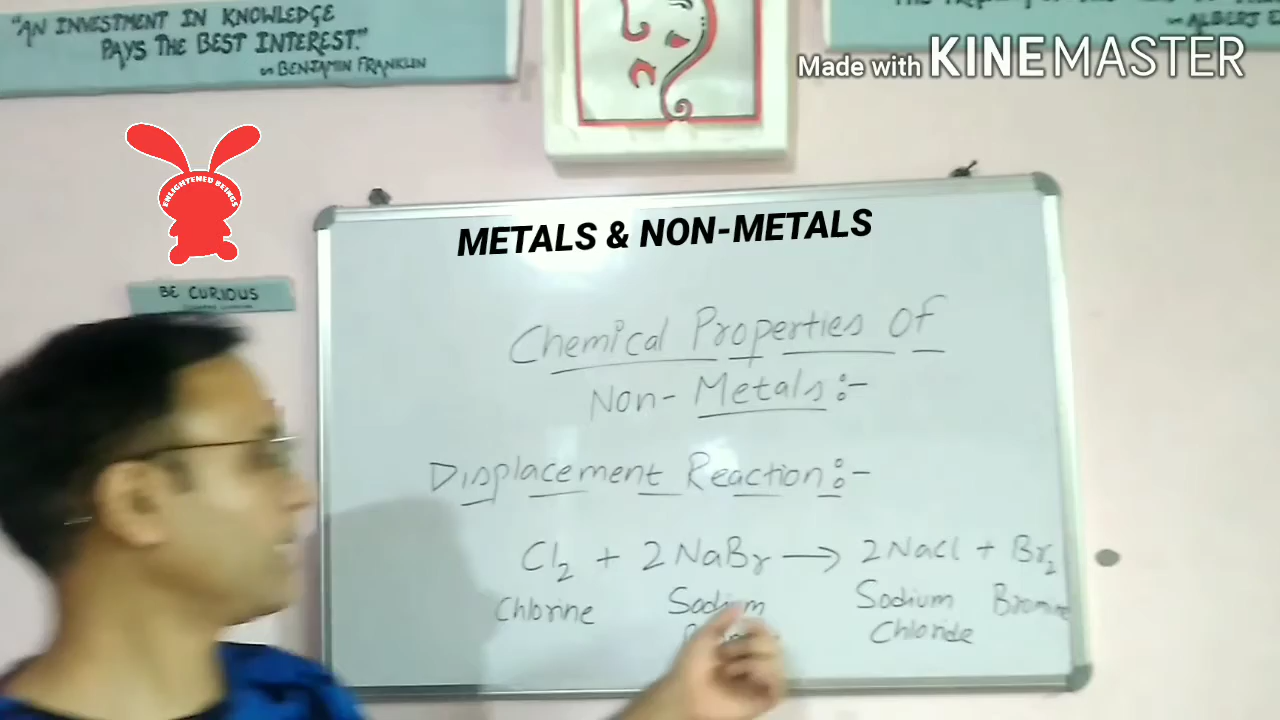 "AN INVESTMENT IN KNOWLEDGE
PAYS THE BEST INTEREST."
BENJAMIN FRANKLIN
ALBERT
Made with KINEMASTER
ENLIGHTENED BEINGS
BE CURIOUS
METALS & NON-METALS
Chemical Properties Of
Non-Metals:-
Displacement Reaction:-
Cl₂ + 2NaBr → 2NaCl + Br₂
Chlorine Sodium Sodium Bromine
Chloride